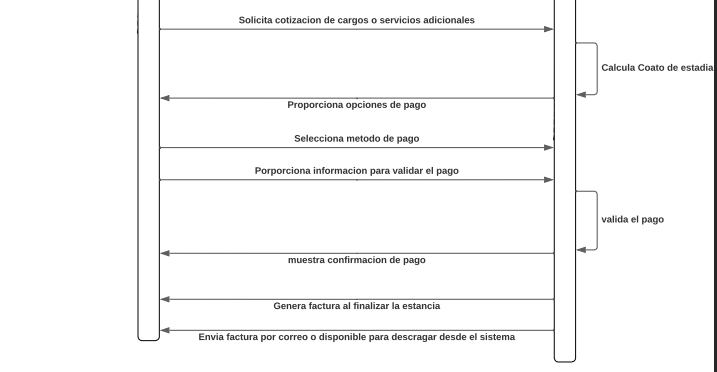 Solicita cotizacion de cargos o servicios adicionales
Calcula Coato de estadia
Proporciona opciones de pago
Selecciona metodo de pago
Porporciona informacion para validar el pago
valida el pago
muestra confirmacion de pago
Genera factura al finalizar la estancia
Envia factura por correo o disponible para descragar desde el sistema